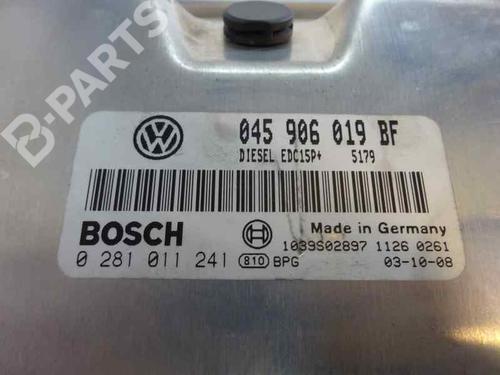 B-PARTS
045 906 019 BF
DIESEL EDC15P+ 5179
BOSCH
Made in Germany
1039S02897 1126 0261
0 281 011 241 810 BPG 03-10-08